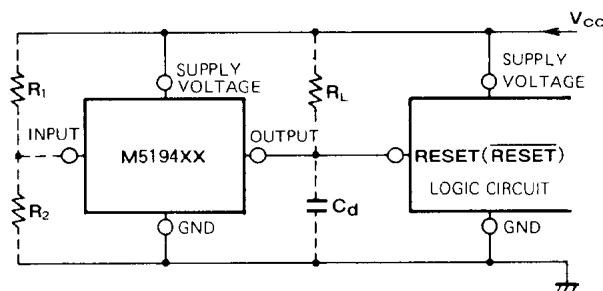 Vcc
SUPPLY
VOLTAGE
SUPPLY
VOLTAGE
R1
RL
INPUT
M5194XX
OUTPUT
RESET(RESET)
LOGIC CIRCUIT
R2
Cd
GND
GND